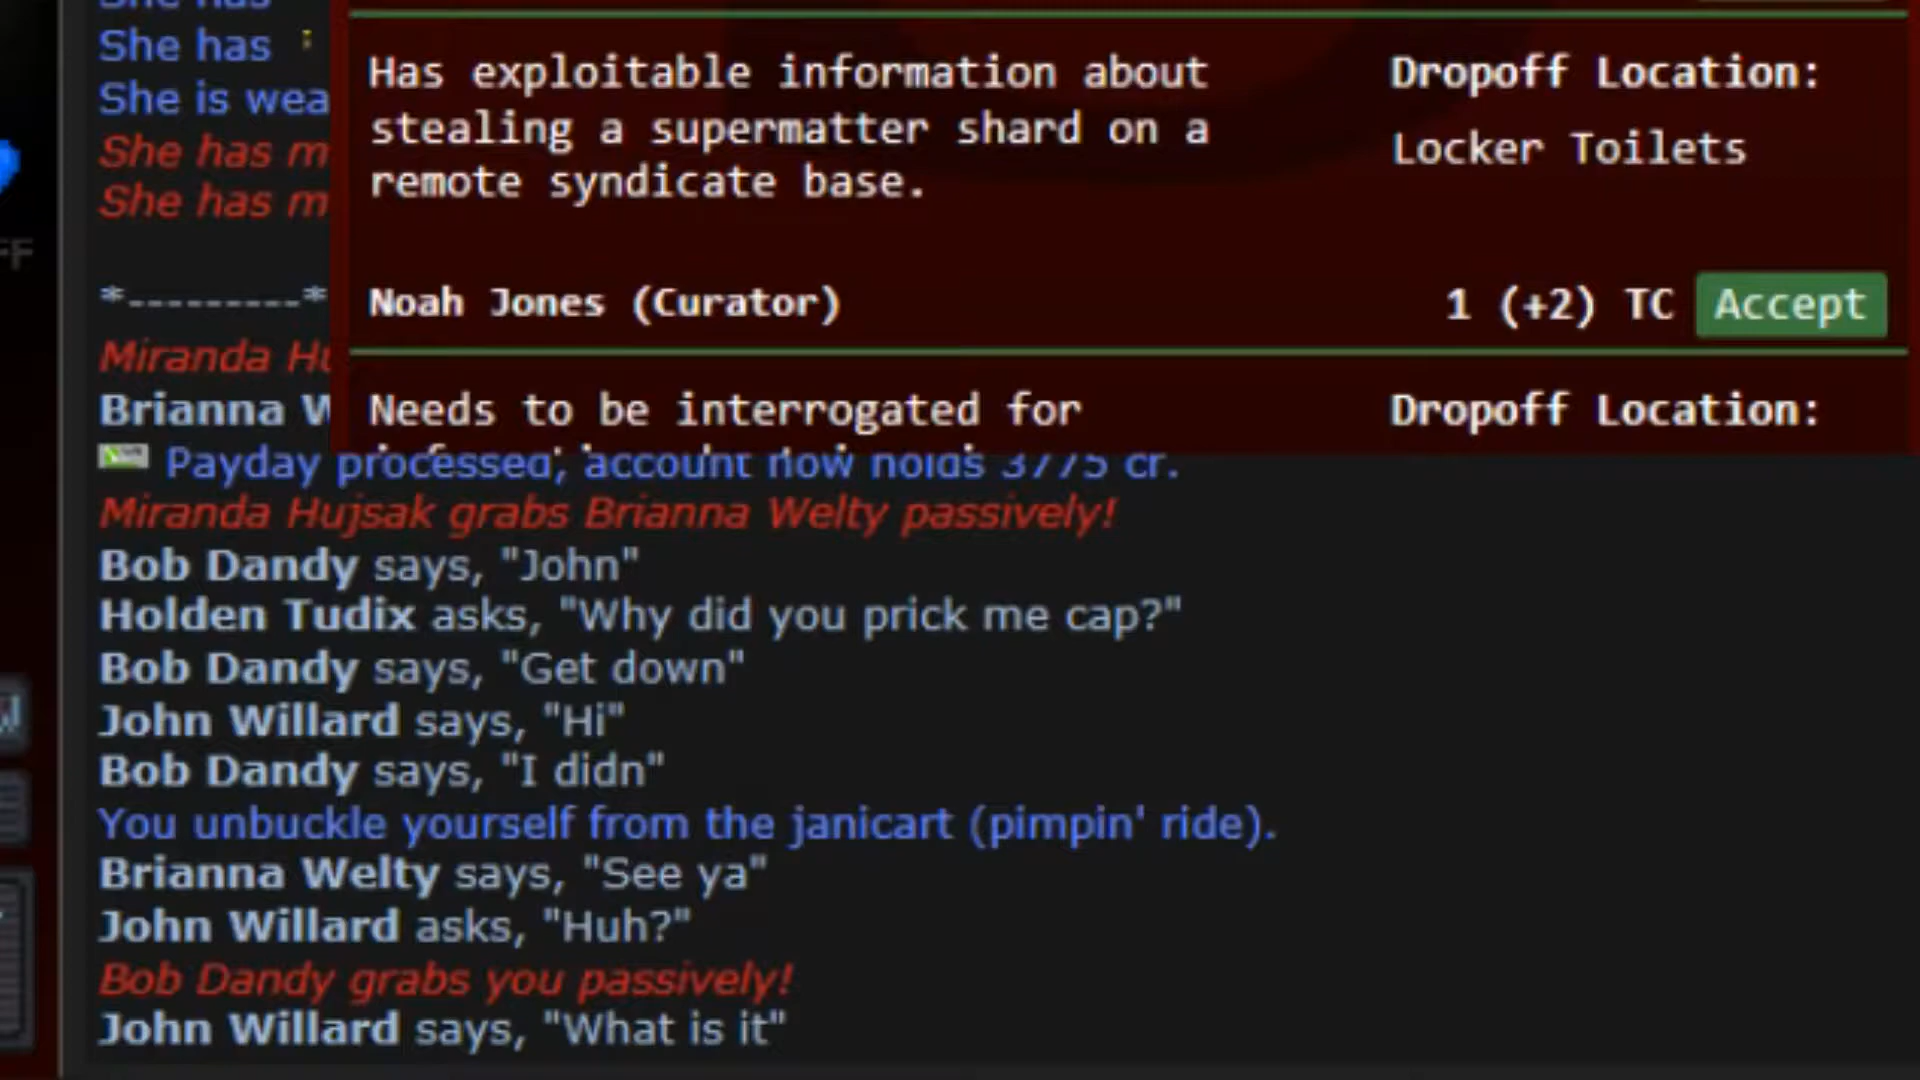 She has
She has
Has exploitable information about
stealing a supermatter shard on a
remote syndicate base.
Dropoff Location:
Locker Toilets
She is wea
She has m
She has m
FF
*---------*
Noah Jones (Curator)
1 (+2) TC
Accept
Miranda Hu
Brianna W
Needs to be interrogated for
Dropoff Location:
Payday processed, account now holds 3775 cr.
Miranda Hujsak grabs Brianna Welty passively!
Bob Dandy says, "John"
Holden Tudix asks, "Why did you prick me cap?"
Bob Dandy says, "Get down"
John Willard says, "Hi"
Bob Dandy says, "I didn"
You unbuckle yourself from the janicart (pimpin' ride).
Brianna Welty says, "See ya"
John Willard asks, "Huh?"
Bob Dandy grabs you passively!
John Willard says, "What is it"